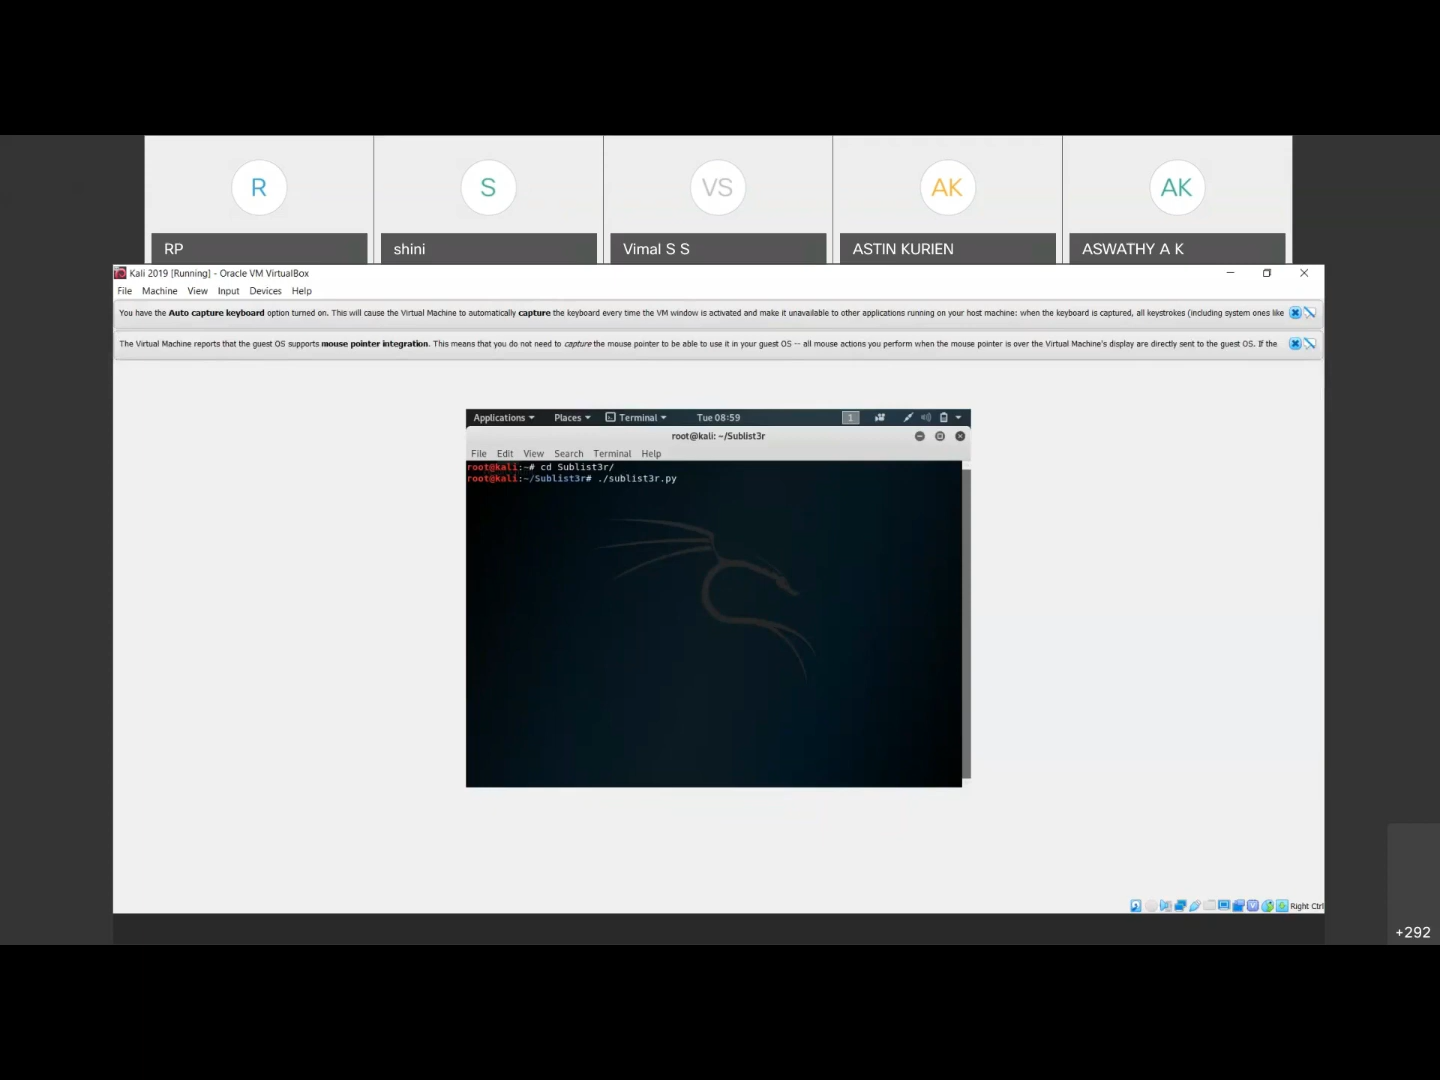 R
S
VS
AK
AK
RP
shini
Vimal S S
ASTIN KURIEN
ASWATHY A K
Kali 2019 [Running] - Oracle VM VirtualBox
File Machine View Input Devices Help
You have the Auto capture keyboard option turned on. This will cause the Virtual Machine to automatically capture the keyboard every time the VM window is activated and make it unavailable to other applications running on your host machine: when the keyboard is captured, all keystrokes (including system ones like
The Virtual Machine reports that the guest OS supports mouse pointer integration. This means that you do not need to capture the mouse pointer to be able to use it in your guest OS -- all mouse actions you perform when the mouse pointer is over the Virtual Machine's display are directly sent to the guest OS. If the
Applications Places Terminal Tue 08:59 1
root@kali: ~/Sublist3r
File Edit View Search Terminal Help
root@kali:~# cd Sublist3r/
root@kali:~/Sublist3r# ./sublist3r.py
Right Ctrl
+292